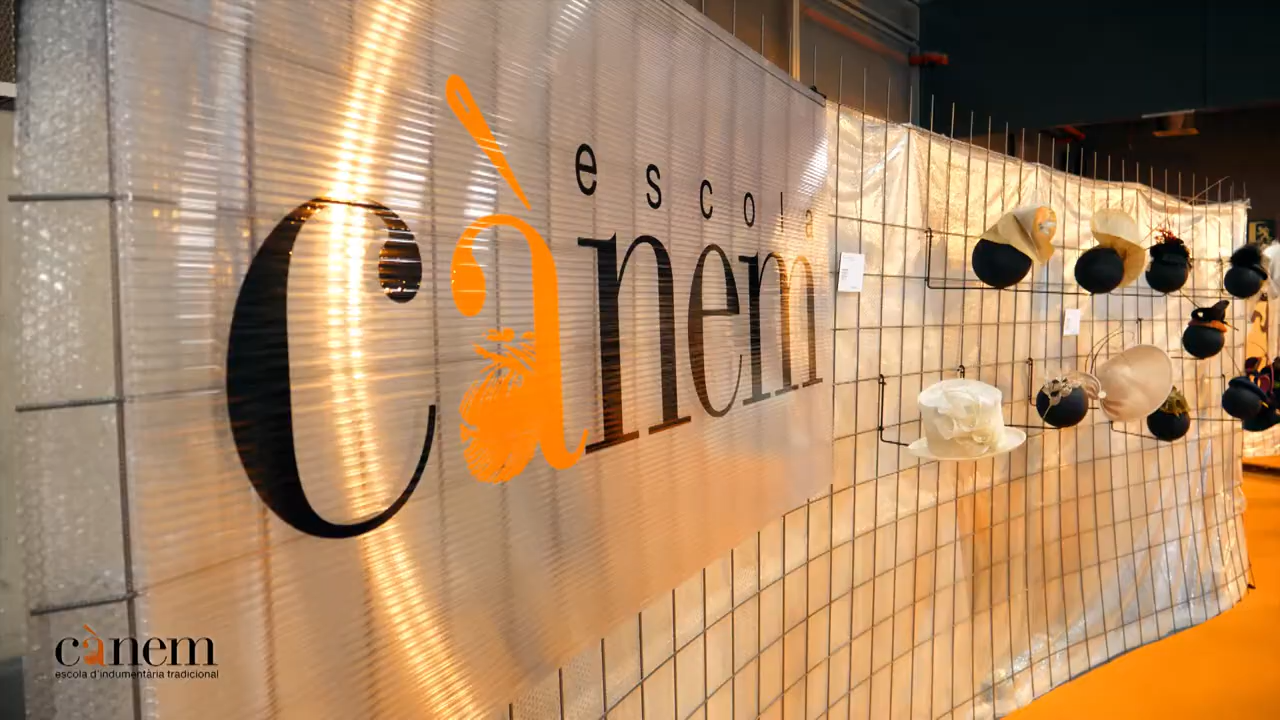 escola
cànem
cànem
escola d'indumentària tradicional